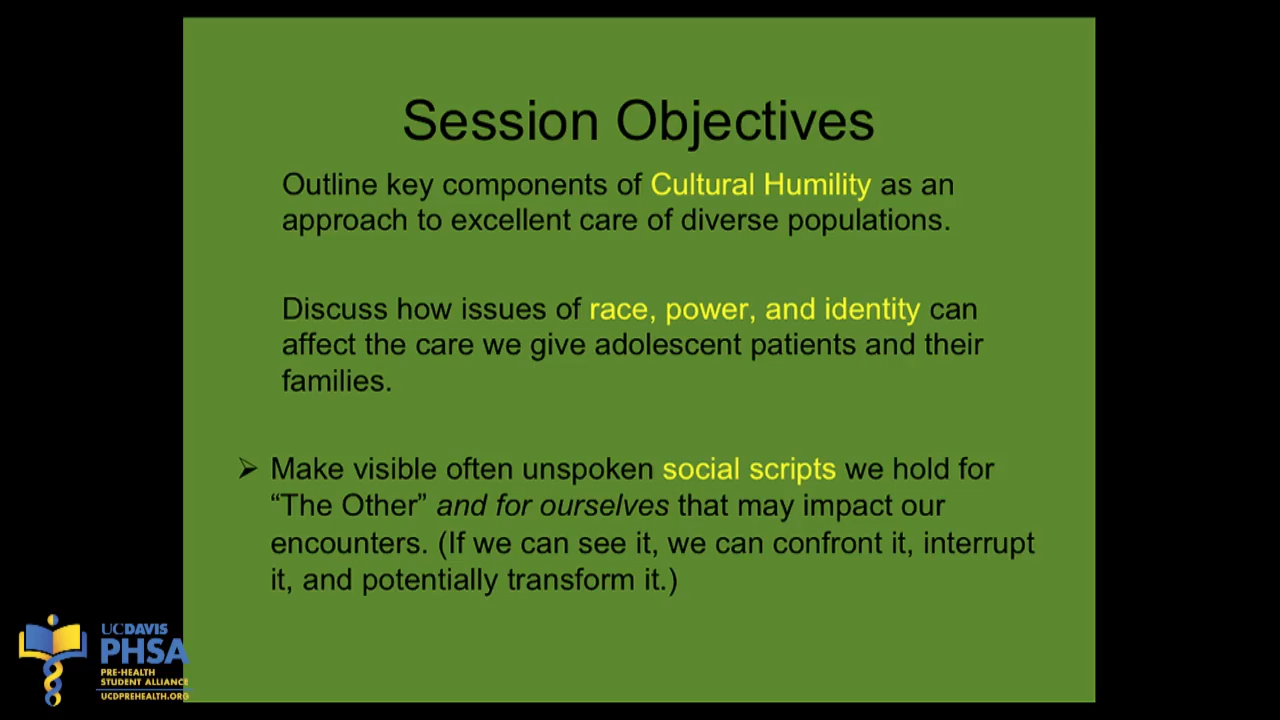 Session Objectives
Outline key components of Cultural Humility as an
approach to excellent care of diverse populations.
Discuss how issues of race, power, and identity can
affect the care we give adolescent patients and their
families.
➢ Make visible often unspoken social scripts we hold for
“The Other” and for ourselves that may impact our
encounters. (If we can see it, we can confront it, interrupt
it, and potentially transform it.)
UCDAVIS
PHSA
PRE-HEALTH
STUDENT ALLIANCE
UCDPREHEALTH.ORG